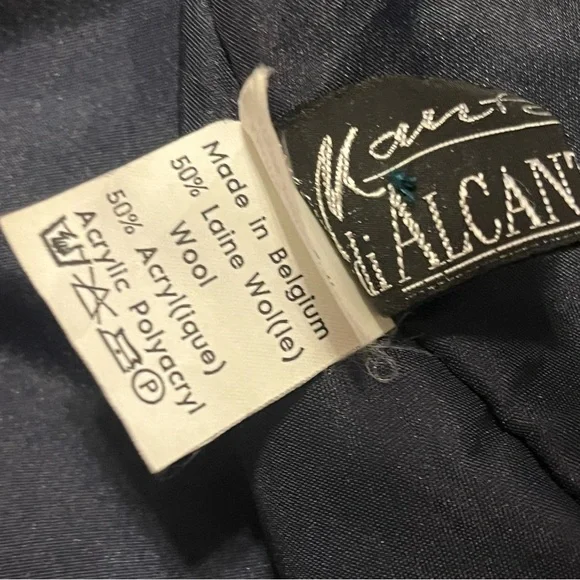 Made in Belgium
50% Laine Wol(le)
Wool
50% Acryl(ique)
Acrylic Polyacryl
P
ALCAN